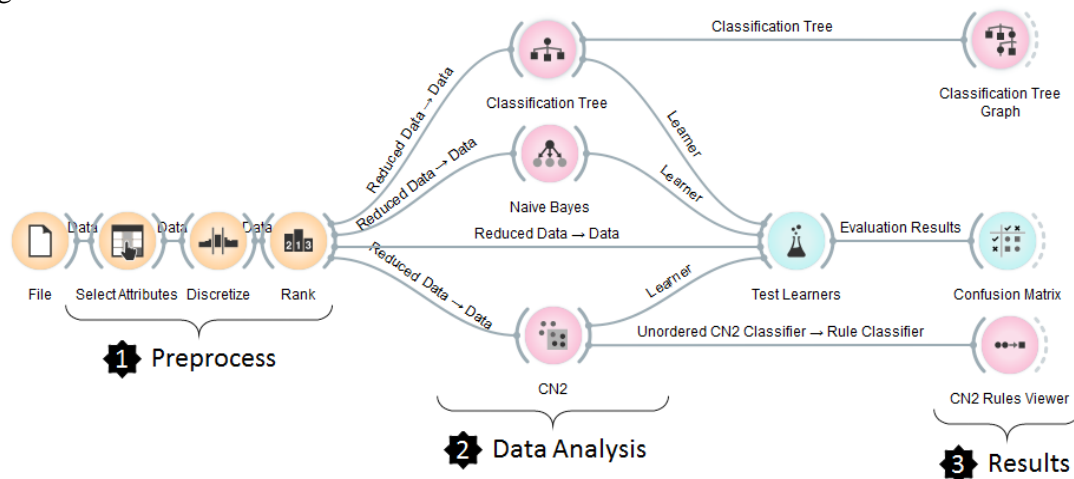 Classification Tree
Reduced Data → Data
Classification Tree
Learner
Classification Tree
Graph
Reduced Data → Data
Naive Bayes
Learner
Data
Data
Data
213
Reduced Data → Data
Evaluation Results
File
Select Attributes
Discretize
Rank
Reduced Data → Data
Learner
Test Learners
Confusion Matrix
Unordered CN2 Classifier → Rule Classifier
CN2
CN2 Rules Viewer
1 Preprocess
2 Data Analysis
3 Results